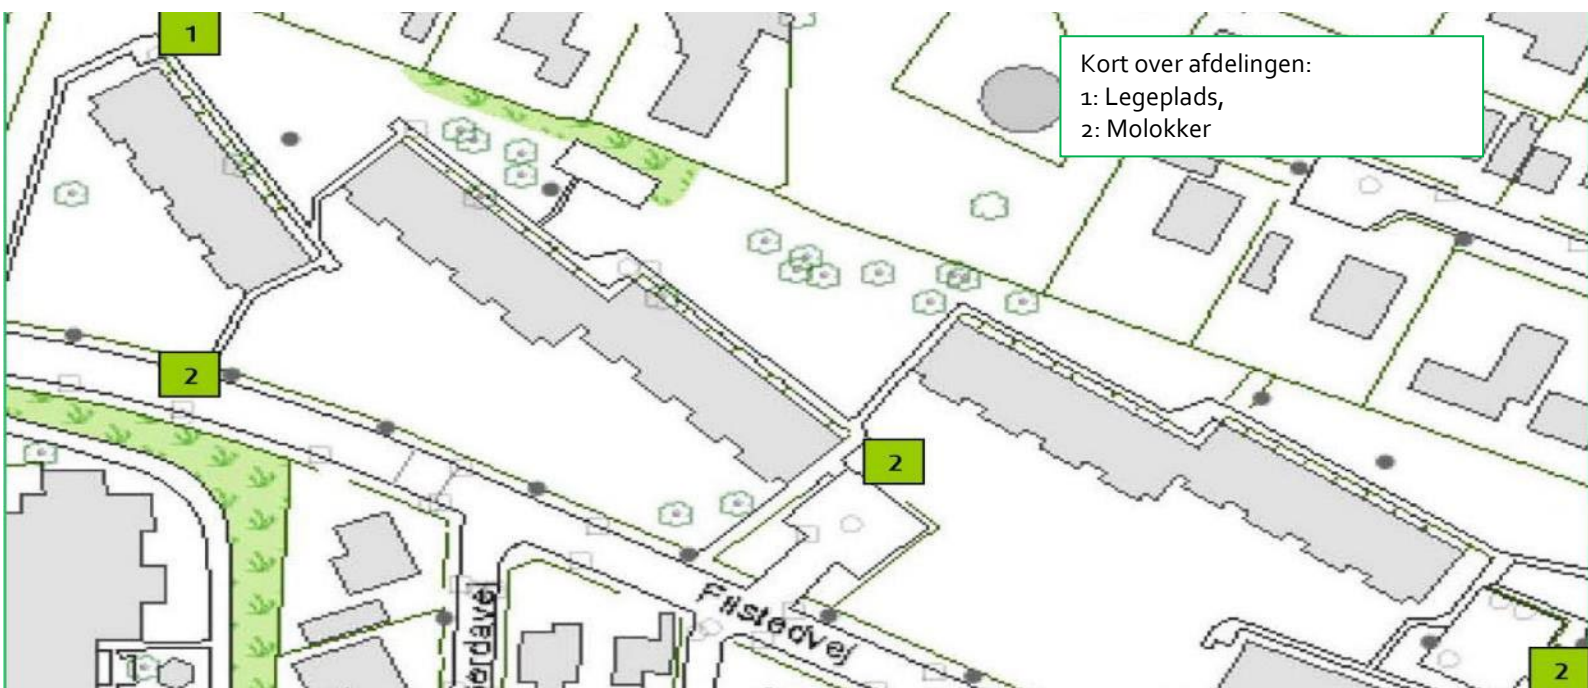 1
Kort over afdelingen:
1: Legeplads,
2: Molokker
2
2
Filstedvej
2